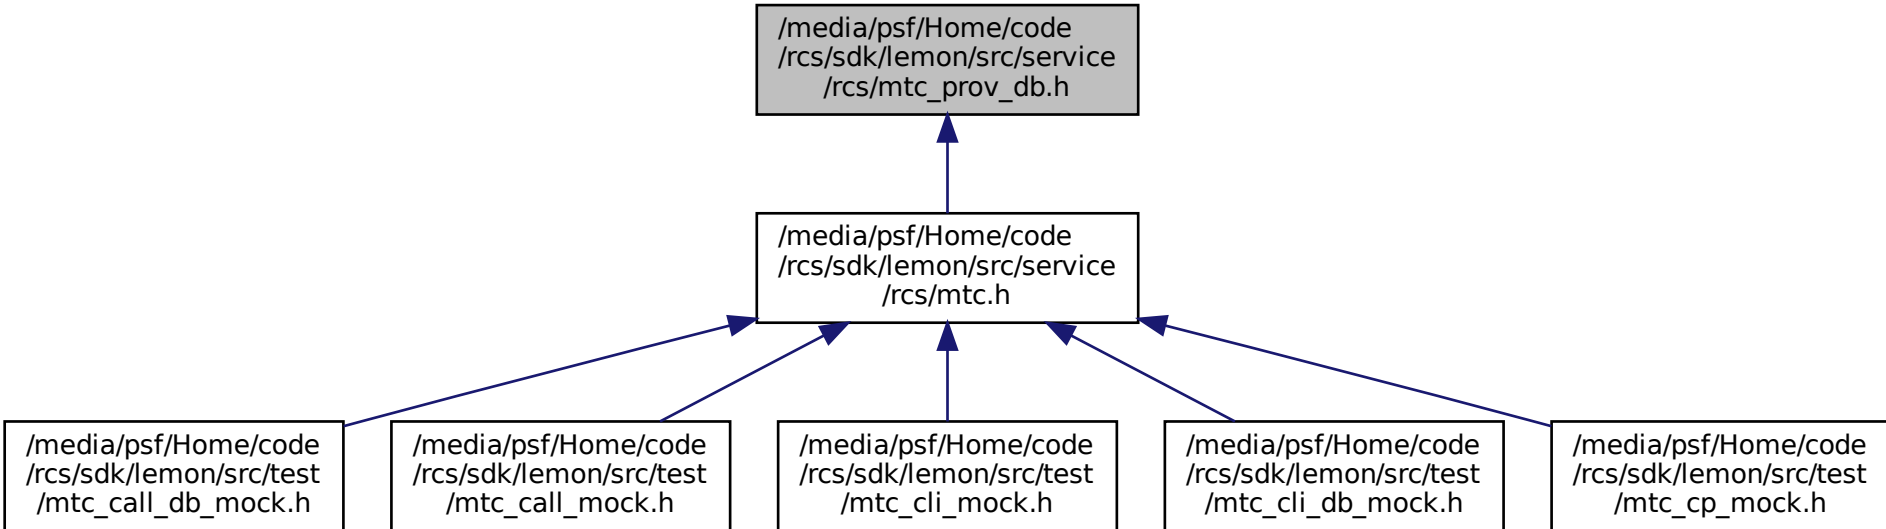 /media/psf/Home/code
/rcs/sdk/lemon/src/service
/rcs/mtc_prov_db.h
/media/psf/Home/code
/rcs/sdk/lemon/src/service
/rcs/mtc.h
/media/psf/Home/code
/rcs/sdk/lemon/src/test
/mtc_call_db_mock.h
/media/psf/Home/code
/rcs/sdk/lemon/src/test
/mtc_call_mock.h
/media/psf/Home/code
/rcs/sdk/lemon/src/test
/mtc_cli_mock.h
/media/psf/Home/code
/rcs/sdk/lemon/src/test
/mtc_cli_db_mock.h
/media/psf/Home/code
/rcs/sdk/lemon/src/test
/mtc_cp_mock.h